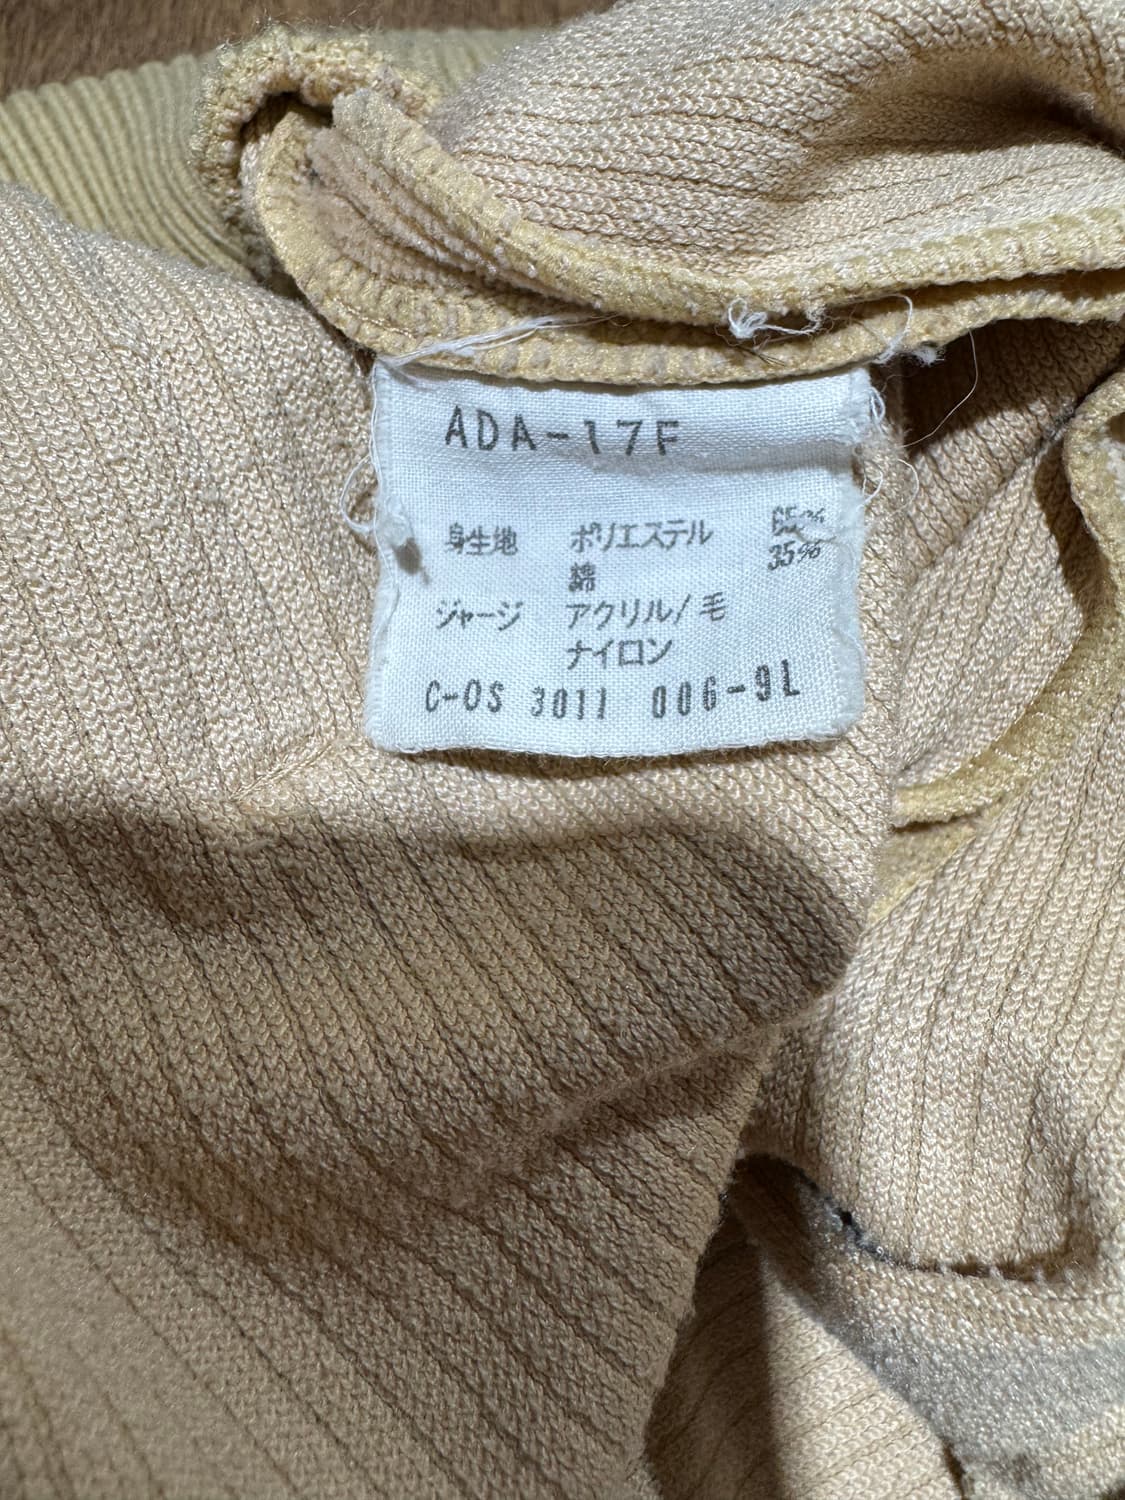 ADA-17F
身生地 ポリエステル 65%
綿 35%
ジャージ アクリル/毛
ナイロン
C-OS 3011 006-9L